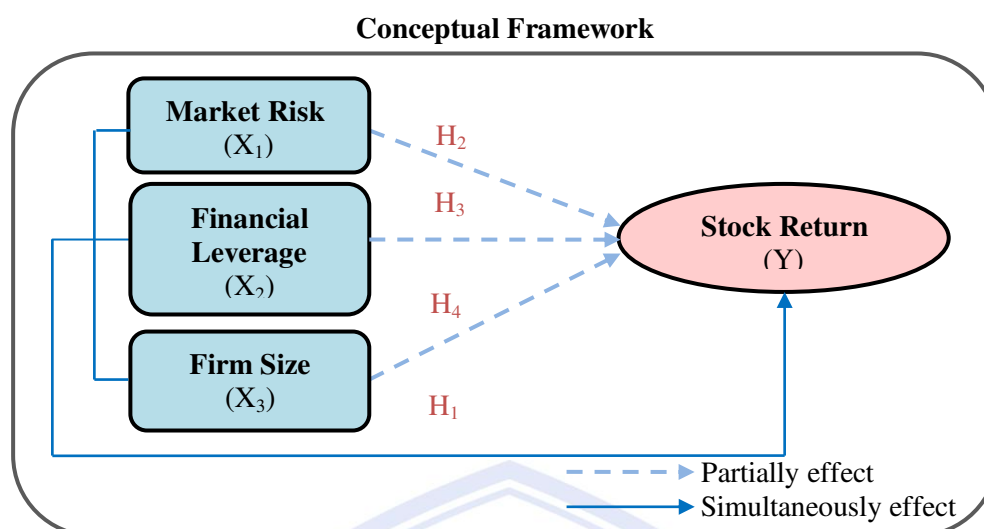 Conceptual Framework
Market Risk
(X₁)
H₂
Financial
Leverage
(X₂)
H₃
Stock Return
(Y)
H₄
Firm Size
(X₃)
H₁
Partially effect
Simultaneously effect